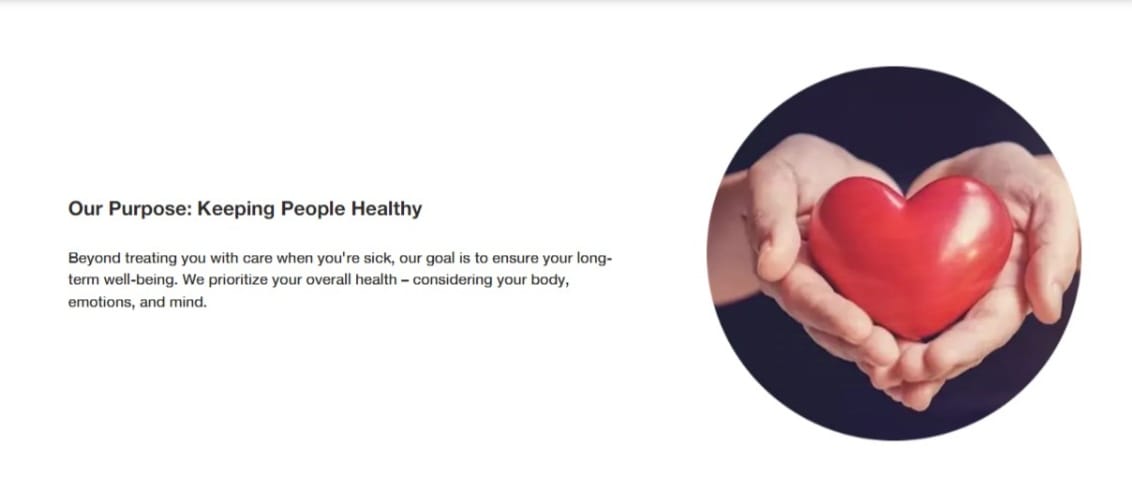 Our Purpose: Keeping People Healthy
Beyond treating you with care when you're sick, our goal is to ensure your long-
term well-being. We prioritize your overall health – considering your body,
emotions, and mind.